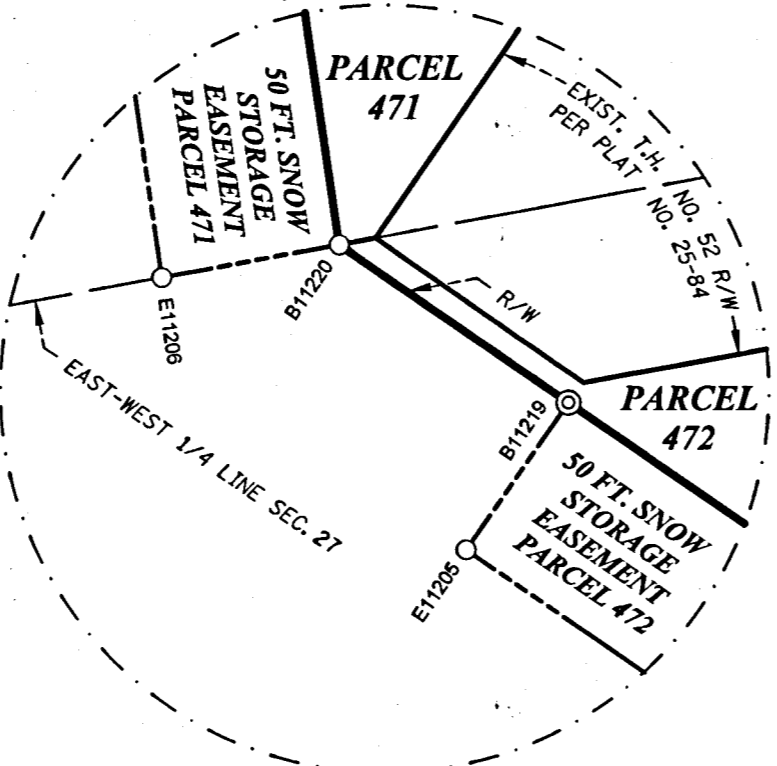 PARCEL
471
50 FT. SNOW
STORAGE
EASEMENT
PARCEL 471
EXIST. T.H. NO. 52 R/W
PER PLAT NO. 25-84
B11220
E11206
R/W
EAST-WEST 1/4 LINE SEC. 27
B11219
PARCEL
472
50 FT. SNOW
STORAGE
EASEMENT
PARCEL 472
E11205